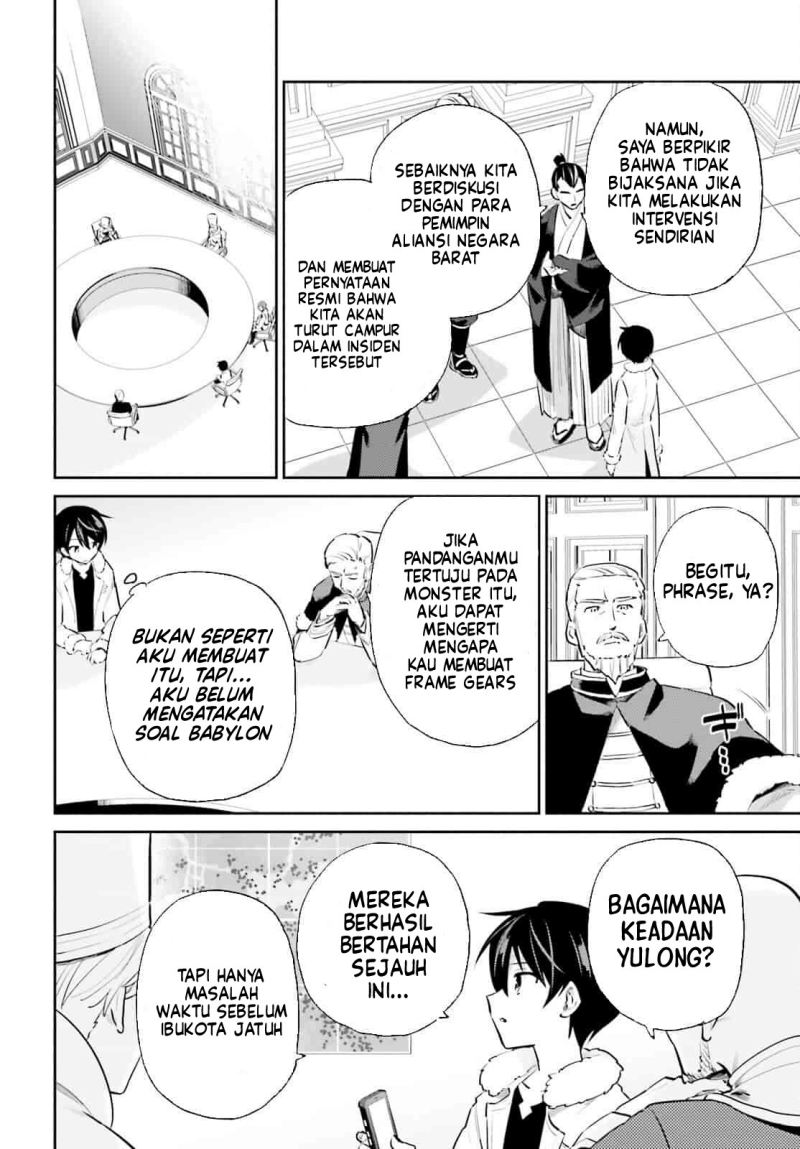 NAMUN,
SAYA BERPIKIR
BAHWA TIDAK
BIJAKSANA JIKA
KITA MELAKUKAN
INTERVENSI
SENDIRIAN
SEBAIKNYA KITA
BERDISKUSI
DENGAN PARA
PEMIMPIN
ALIANSI NEGARA
BARAT
DAN MEMBUAT
PERNYATAAN
RESMI BAHWA
KITA AKAN
TURUT CAMPUR
DALAM INSIDEN
TERSEBUT
BEGITU,
PHRASE, YA?
JIKA
PANDANGANMU
TERTUJU PADA
MONSTER ITU,
AKU DAPAT
MENGERTI
MENGAPA
KAU MEMBUAT
FRAME GEARS
BUKAN SEPERTI
AKU MEMBUAT
ITU, TAPI...
AKU BELUM
MENGATAKAN
SOAL BABYLON
BAGAIMANA
KEADAAN
YULONG?
MEREKA
BERHASIL
BERTAHAN
SEJAUH
INI...
TAPI HANYA
MASALAH
WAKTU SEBELUM
IBUKOTA JATUH